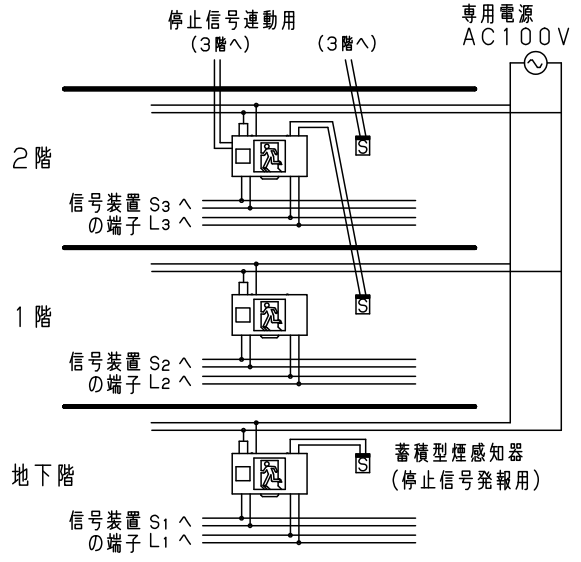 停止信号連動用
(3階へ)
(3階へ)
専用電源
AC100V
2階
S
信号装置 S3 へ
の端子 L3 へ
1階
S
信号装置 S2 へ
の端子 L2 へ
地下階
S
蓄積型煙感知器
(停止信号発報用)
信号装置 S1 へ
の端子 L1 へ